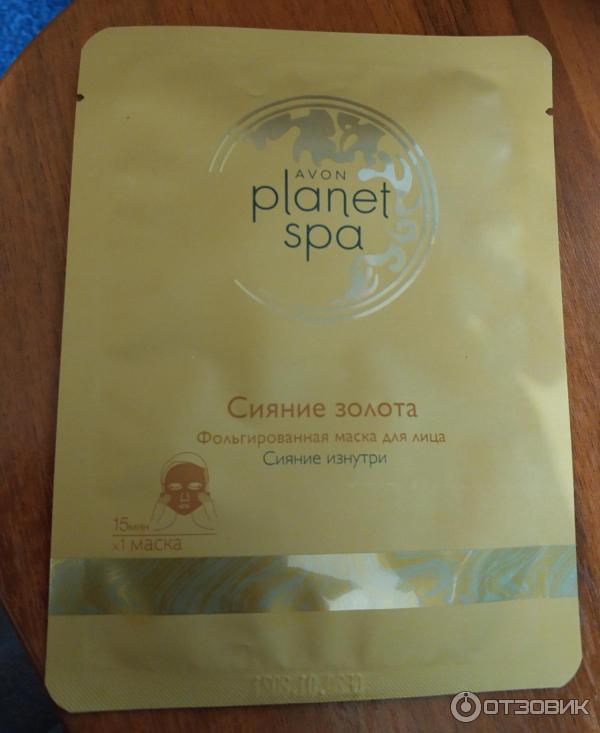 AVON
planet
spa
Сияние золота
Фольгированная маска для лица
Сияние изнутри
15мин
x1 маска
ОТЗОВИК